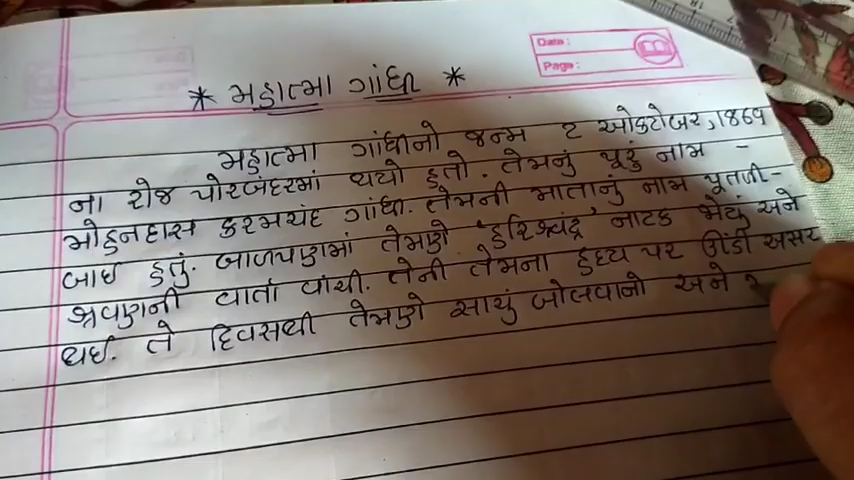 Date :
Page :
* મહાત્મા ગાંધી *
મહાત્મા ગાંધીનો જન્મ ૨ ઓક્ટોબર, ૧૮૬૯
ના રોજ પોરબંદરમાં થયો હતો. તેમનું પૂરું નામ -
મોહનદાસ કરમચંદ ગાંધી. તેમની માતાનું નામ પૂતળી-
બાઈ હતું. બાળપણમાં તેમણે 'હરિશ્ચંદ્ર' નાટક જોયું અને
શ્રવણની વાર્તા વાંચી. તેની તેમના હૃદય પર ઊંડી અસર
થઈ. તે દિવસથી તેમણે સાચું બોલવાનો અને